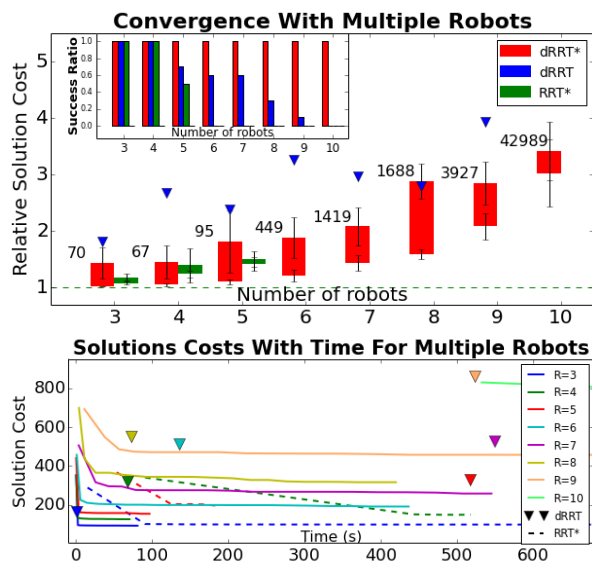 Convergence With Multiple Robots
Relative Solution Cost
5
4
3
2
1
Success Ratio
1.0
0.8
0.6
0.4
0.2
0.0
3 4 5 6 7 8 9 10
Number of robots
dRRT*
dRRT
RRT*
70
67
95
449
1419
1688
3927
42989
Number of robots
3 4 5 6 7 8 9 10
Solutions Costs With Time For Multiple Robots
Solution Cost
800
600
400
200
R=3
R=4
R=5
R=6
R=7
R=8
R=9
R=10
dRRT
RRT*
Time (s)
0 100 200 300 400 500 600